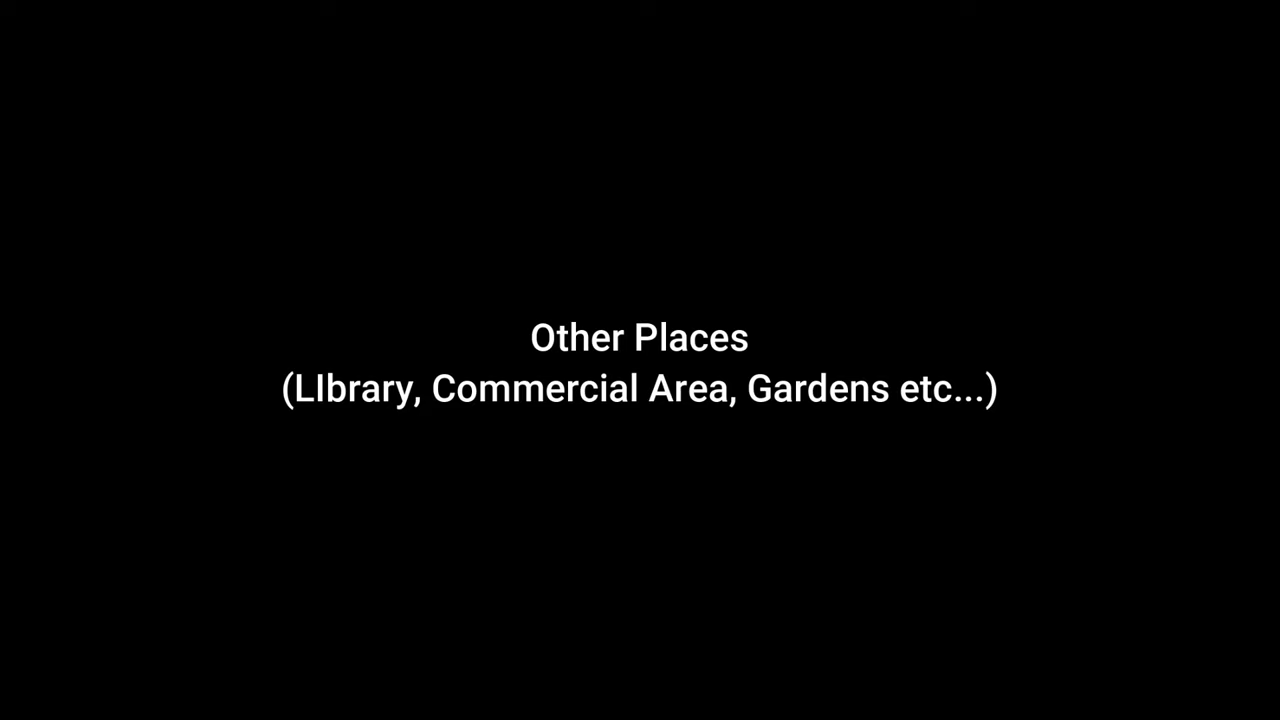 Other Places
(LIbrary, Commercial Area, Gardens etc...)